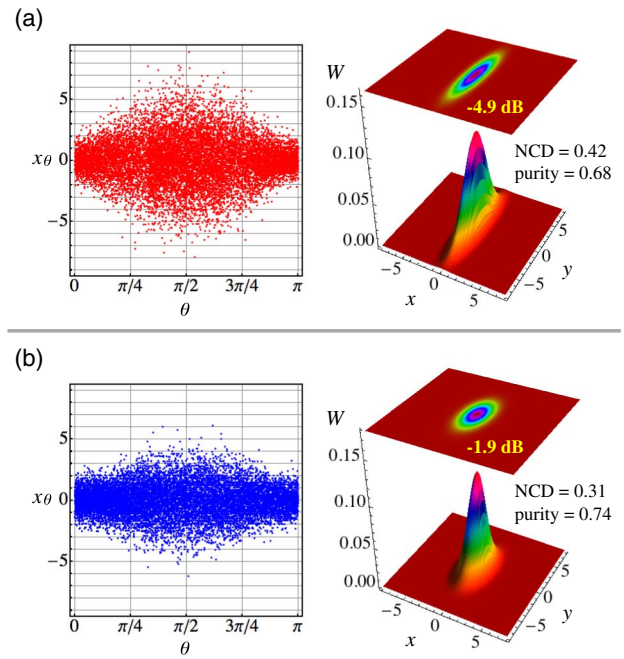 (a)
5
xθ 0
−5
0 π/4 π/2 3π/4 π
θ
W
0.15
0.10
0.05
0.00
-4.9 dB
NCD = 0.42
purity = 0.68
−5 0 5
x
−5 0 5
y
(b)
5
xθ 0
−5
0 π/4 π/2 3π/4 π
θ
W
0.15
0.10
0.05
0.00
-1.9 dB
NCD = 0.31
purity = 0.74
−5 0 5
x
−5 0 5
y